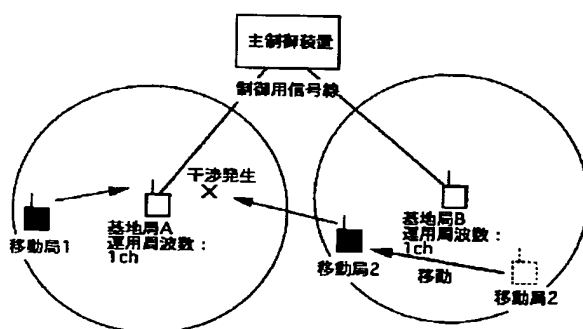 主制御装置
制御用信号線
干渉発生
移動局1
基地局A
運用周波数：
1ch
基地局B
運用周波数：
1ch
移動局2
移動
移動局2